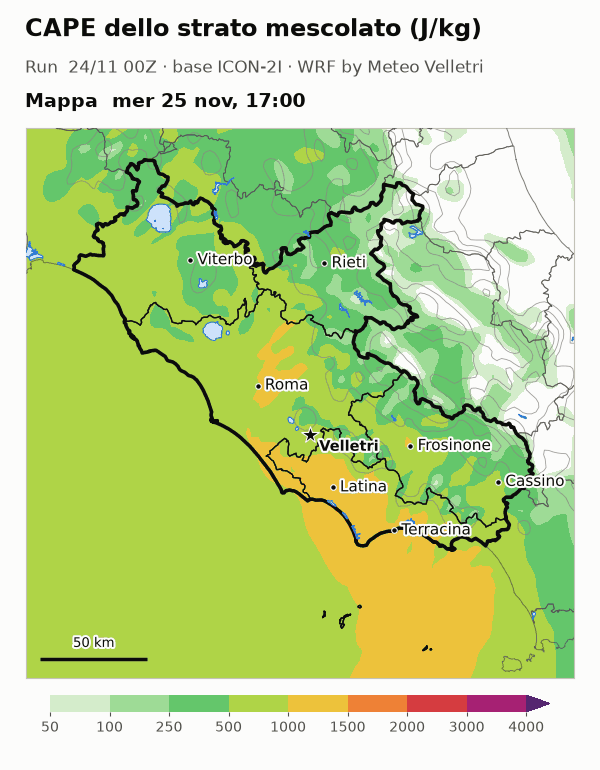 CAPE dello strato mescolato (J/kg)
Run  24/11 00Z · base ICON-2I · WRF by Meteo Velletri
Mappa  mer 25 nov, 17:00
Viterbo
Rieti
Roma
Velletri
Frosinone
Latina
Cassino
Terracina
50 km
50 100 250 500 1000 1500 2000 3000 4000